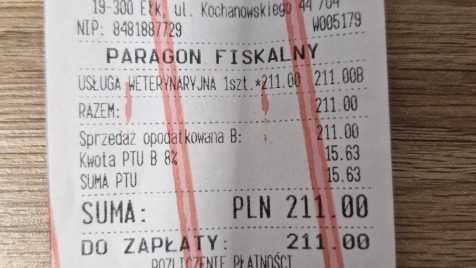 19-300 Ełk, ul. Kochanowskiego 44 /04
NIP: 8481887729 W005179
PARAGON FISKALNY
USŁUGA WETERYNARYJNA 1szt.*211.00 211.00B
RAZEM: 211.00
Sprzedaż opodatkowana B: 211.00
Kwota PTU B 8% 15.63
SUMA PTU 15.63
SUMA: PLN 211.00
DO ZAPŁATY: 211.00
ROZLICZENIE PŁATNOŚCI